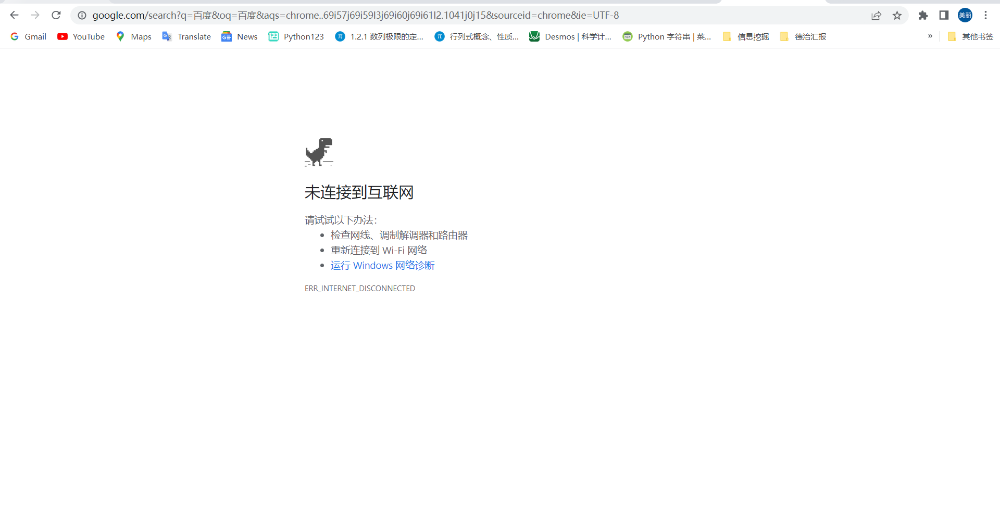 google.com/search?q=百度&oq=百度&aqs=chrome..69i57j69i59l3j69i60j69i61l2.1041j0j15&sourceid=chrome&ie=UTF-8
美丽
Gmail YouTube Maps Translate News Python123 1.2.1 数列极限的定... 行列式概念、性质... Desmos | 科学计... Python 字符串 | 菜... 信息挖掘 德治汇报 » 其他书签
未连接到互联网
请试试以下办法：
检查网线、调制解调器和路由器
重新连接到 Wi-Fi 网络
运行 Windows 网络诊断
ERR_INTERNET_DISCONNECTED